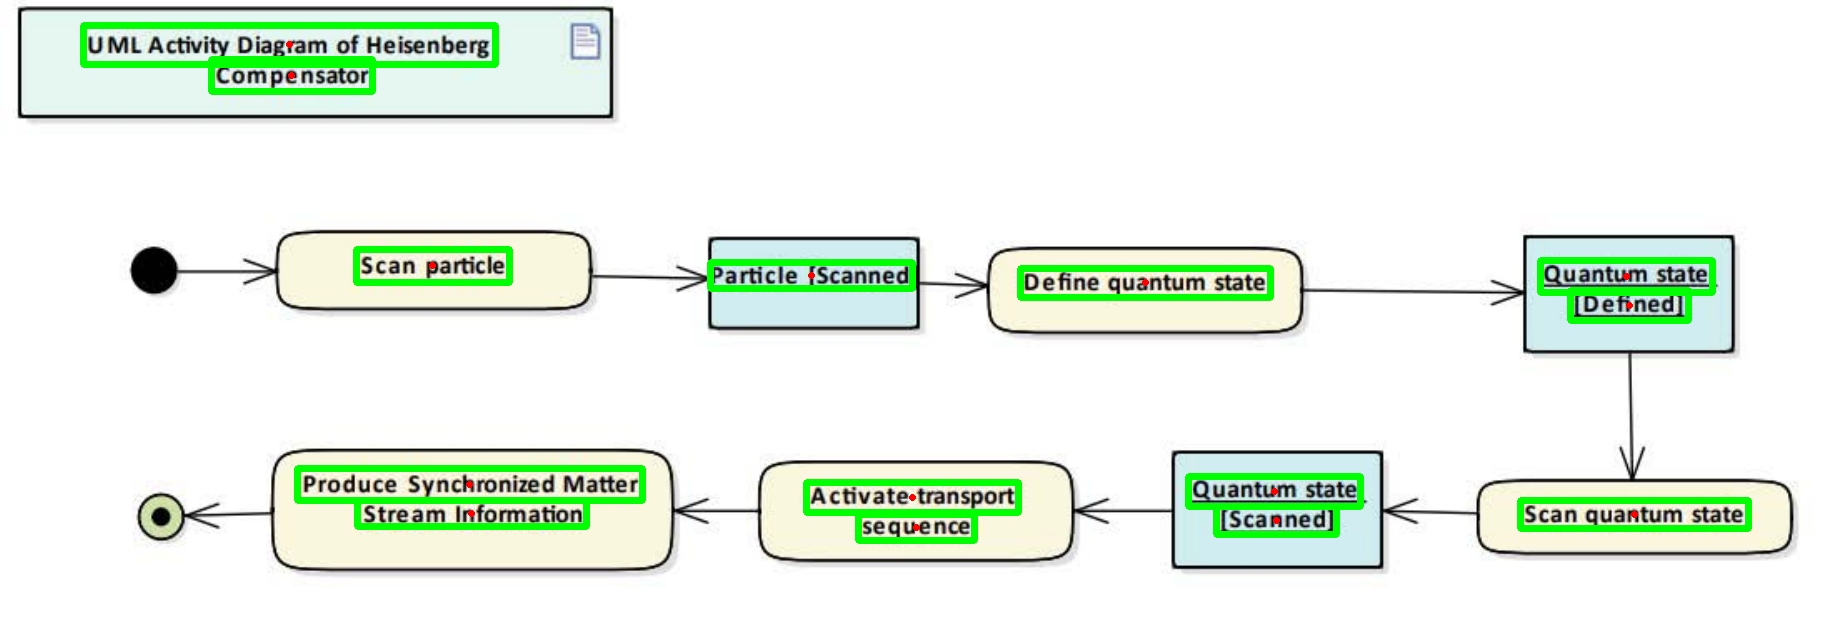 UML Activity Diagram of Heisenberg
Compensator
Scan particle
Particle [Scanned
Define quantum state
Quantum state
[Defined]
Produce Synchronized Matter
Stream Information
Activate transport
sequence
Quantum state
[Scanned]
Scan quantum state